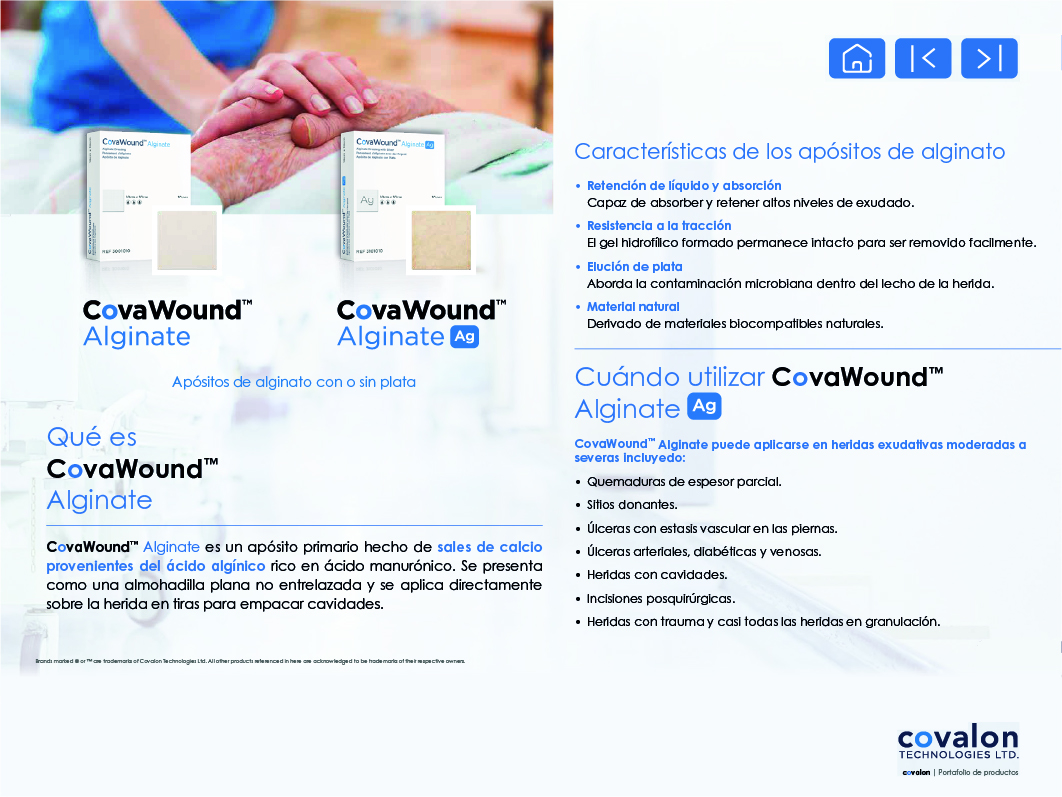 CovaWound™ Alginate
CovaWound™ Alginate Ag
Ag
CovaWound™
Alginate
CovaWound™
Alginate Ag
Apósitos de alginato con o sin plata
Qué es
CovaWound™
Alginate
CovaWound™ Alginate es un apósito primario hecho de sales de calcio
provenientes del ácido algínico rico en ácido manurónico. Se presenta
como una almohadilla plana no entrelazada y se aplica directamente
sobre la herida en tiras para empacar cavidades.
Brands marked ® or ™ are trademarks of Covalon Technologies Ltd. All other products referenced in here are acknowledged to be trademarks of their respective owners.
Características de los apósitos de alginato
• Retención de líquido y absorción
Capaz de absorber y retener altos niveles de exudado.
• Resistencia a la tracción
El gel hidrofílico formado permanece intacto para ser removido facilmente.
• Elución de plata
Aborda la contaminación microbiana dentro del lecho de la herida.
• Material natural
Derivado de materiales biocompatibles naturales.
Cuándo utilizar CovaWound™
Alginate Ag
CovaWound™ Alginate puede aplicarse en heridas exudativas moderadas a
severas incluyedo:
• Quemaduras de espesor parcial.
• Sitios donantes.
• Úlceras con estasis vascular en las piernas.
• Úlceras arteriales, diabéticas y venosas.
• Heridas con cavidades.
• Incisiones posquirúrgicas.
• Heridas con trauma y casi todas las heridas en granulación.
covalon
TECHNOLOGIES LTD.
covalon | Portafolio de productos